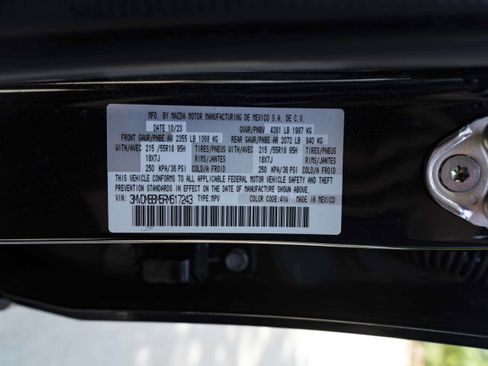 MFD. BY MAZDA MOTOR MANUFACTURING DE MEXICO S.A. DE C.V.
DATE 10/23 GVWR/PNBV 4381 LB 1987 KG
FRONT GAWR/PNBE AV 2355 LB 1068 KG REAR GAWR/PNBE AR 2072 LB 940 KG
WITH/AVEC 215 /55R18 95H TIRES/PNEUS WITH/AVEC 215 /55R18 95H TIRES/PNEUS
18X7J RIMS/JANTES 18X7J RIMS/JANTES
250 KPA/36 PSI COLD/A FROID 250 KPA/36 PSI COLD/A FROID
THIS VEHICLE CONFORMS TO ALL APPLICABLE FEDERAL MOTOR VEHICLE SAFETY AND THEFT
PREVENTION STANDARDS IN EFFECT ON THE DATE OF MANUFACTURE SHOWN ABOVE.
VIN: 3MVDMBBM5RM617243 TYPE: MPV COLOR CODE: 41W MADE IN MEXICO